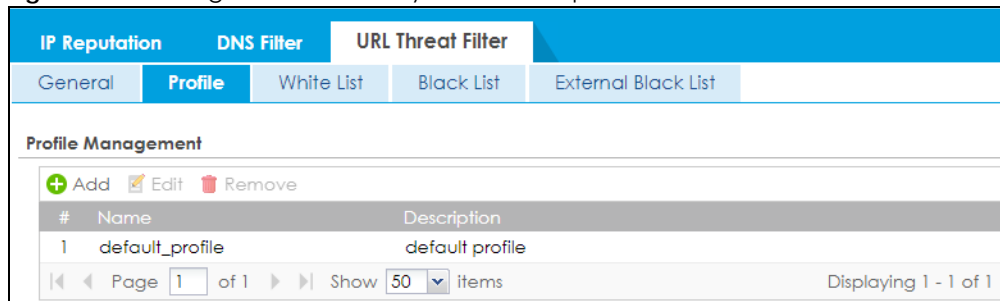 IP Reputation DNS Filter URL Threat Filter
General Profile White List Black List External Black List
Profile Management
Add Edit Remove
# Name Description
1 default_profile default profile
Page 1 of 1 Show 50 items Displaying 1 - 1 of 1